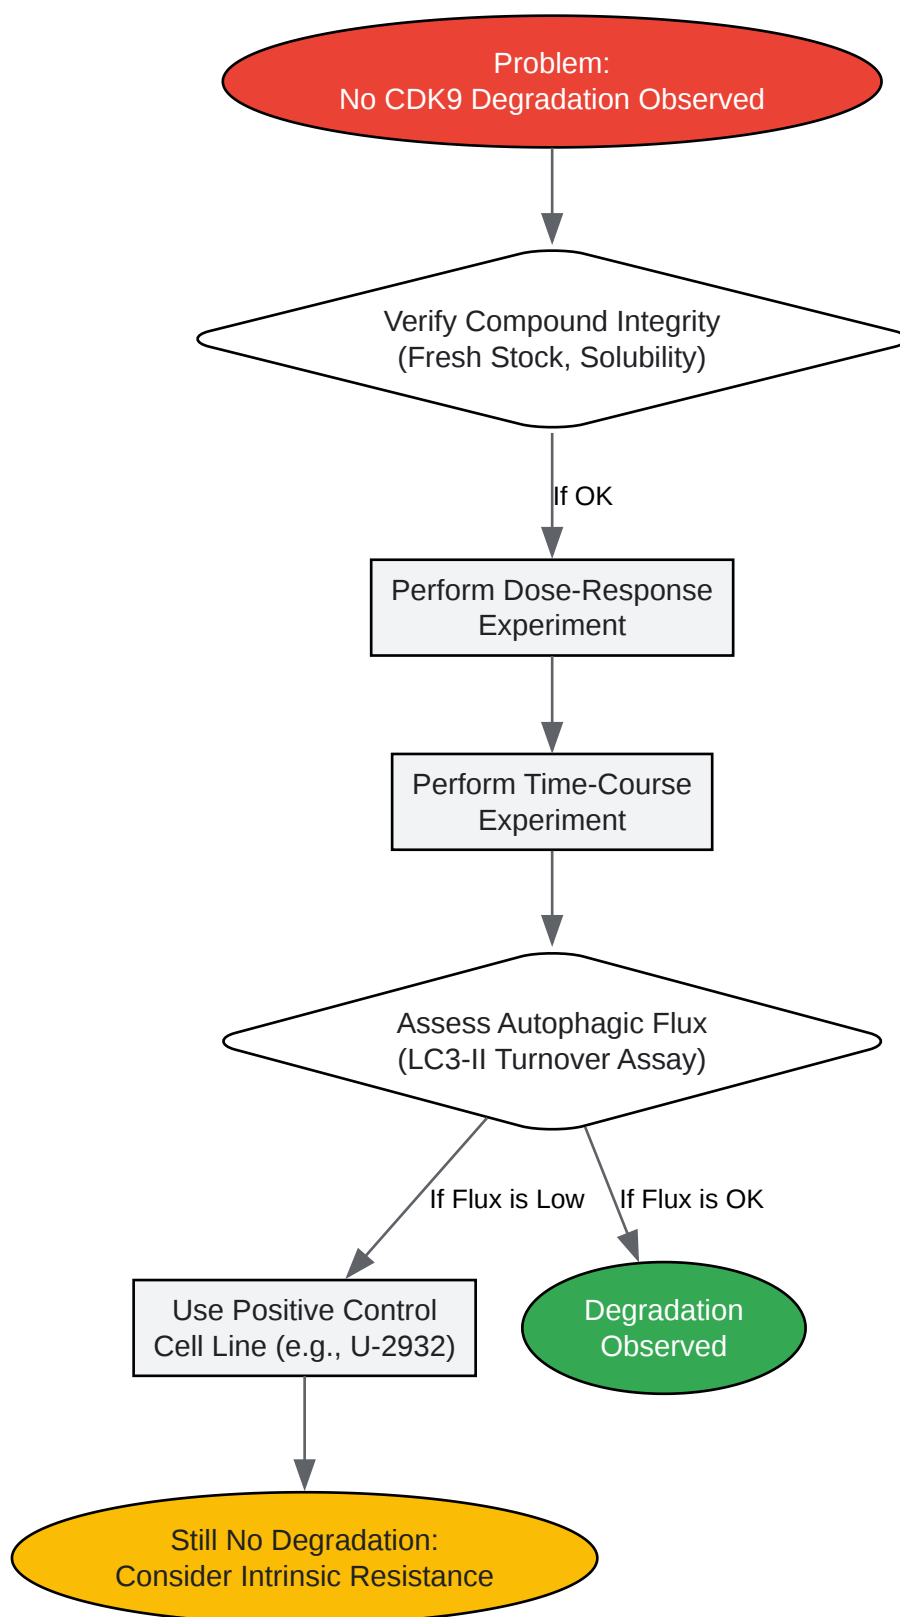 Problem:
No CDK9 Degradation Observed
Verify Compound Integrity
(Fresh Stock, Solubility)
If OK
Perform Dose-Response
Experiment
Perform Time-Course
Experiment
Assess Autophagic Flux
(LC3-II Turnover Assay)
If Flux is Low
If Flux is OK
Use Positive Control
Cell Line (e.g., U-2932)
Degradation
Observed
Still No Degradation:
Consider Intrinsic Resistance